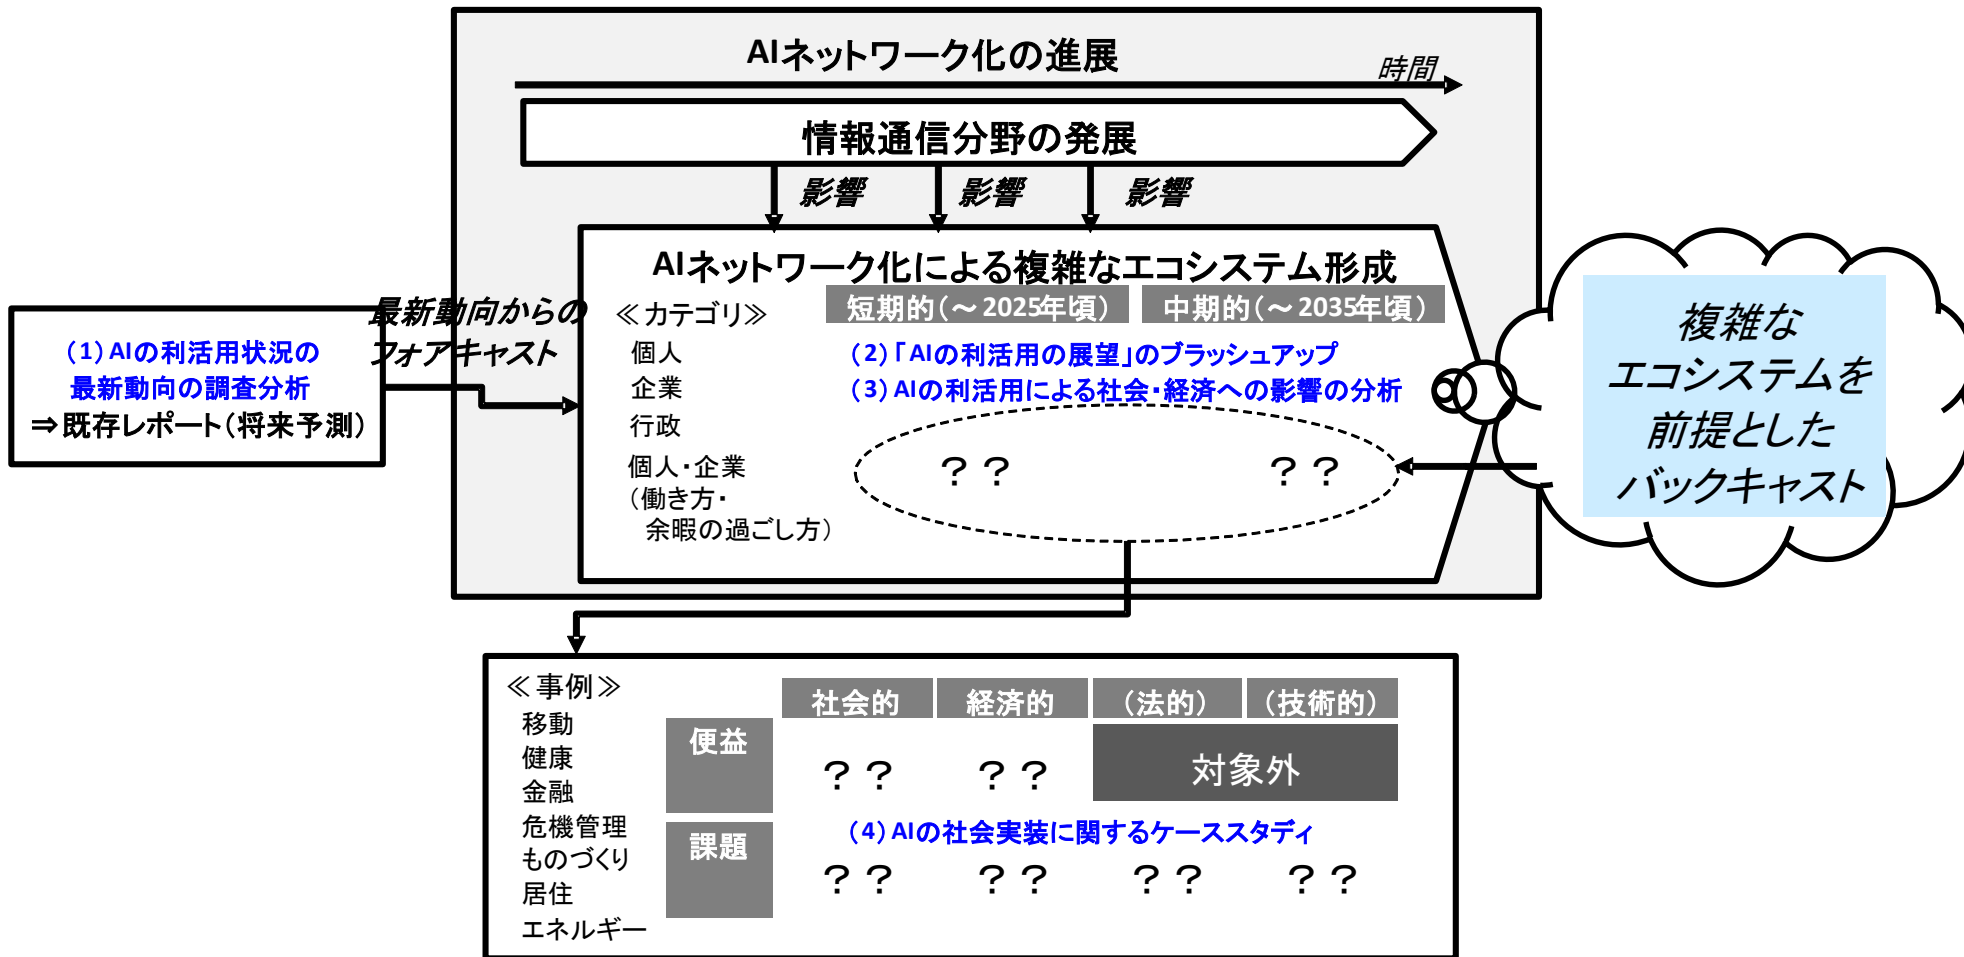 AIネットワーク化の進展
時間
情報通信分野の発展
影響 影響 影響
AIネットワーク化による複雑なエコシステム形成
≪カテゴリ≫ 短期的(～2025年頃) 中期的(～2035年頃)
個人
企業
行政
個人・企業
(働き方・
余暇の過ごし方)
(2)「AIの利活用の展望」のブラッシュアップ
(3)AIの利活用による社会・経済への影響の分析
？？ ？？
最新動向からの
フォアキャスト
(1)AIの利活用状況の
最新動向の調査分析
⇒既存レポート(将来予測)
複雑な
エコシステムを
前提とした
バックキャスト
≪事例≫
移動
健康
金融
危機管理
ものづくり
居住
エネルギー
社会的 経済的 (法的) (技術的)
便益
？？ ？？ 対象外
(4)AIの社会実装に関するケーススタディ
課題
？？ ？？ ？？ ？？